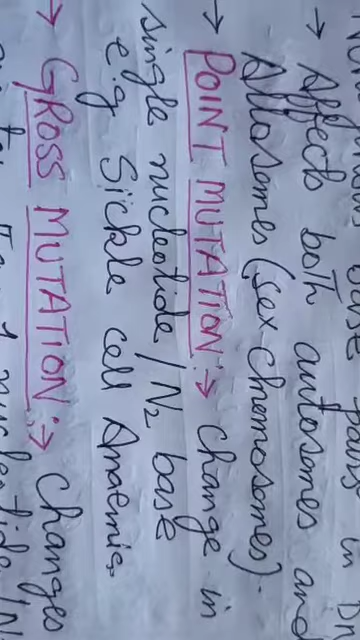 base pairs in
→ Affects both autosomes and
Allosomes (sex chromosomes).
→ POINT MUTATION :→ change in
single nucleotide / N₂ base
e.g Sickle cell Anaemia.
→ GROSS MUTATION :→ changes